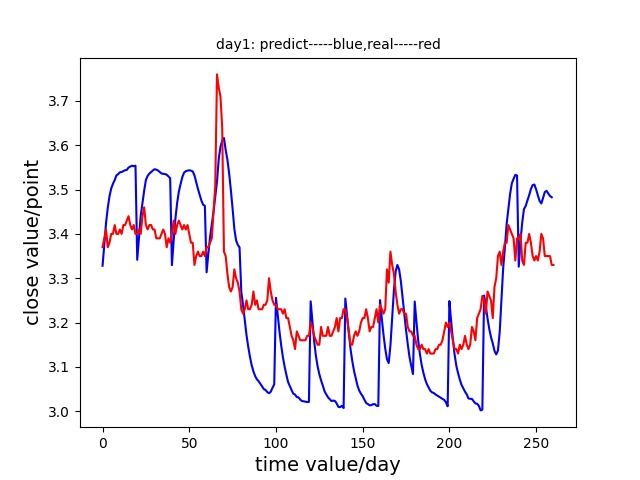 day1: predict-----blue,real-----red
close value/point
3.7
3.6
3.5
3.4
3.3
3.2
3.1
3.0
0 50 100 150 200 250
time value/day